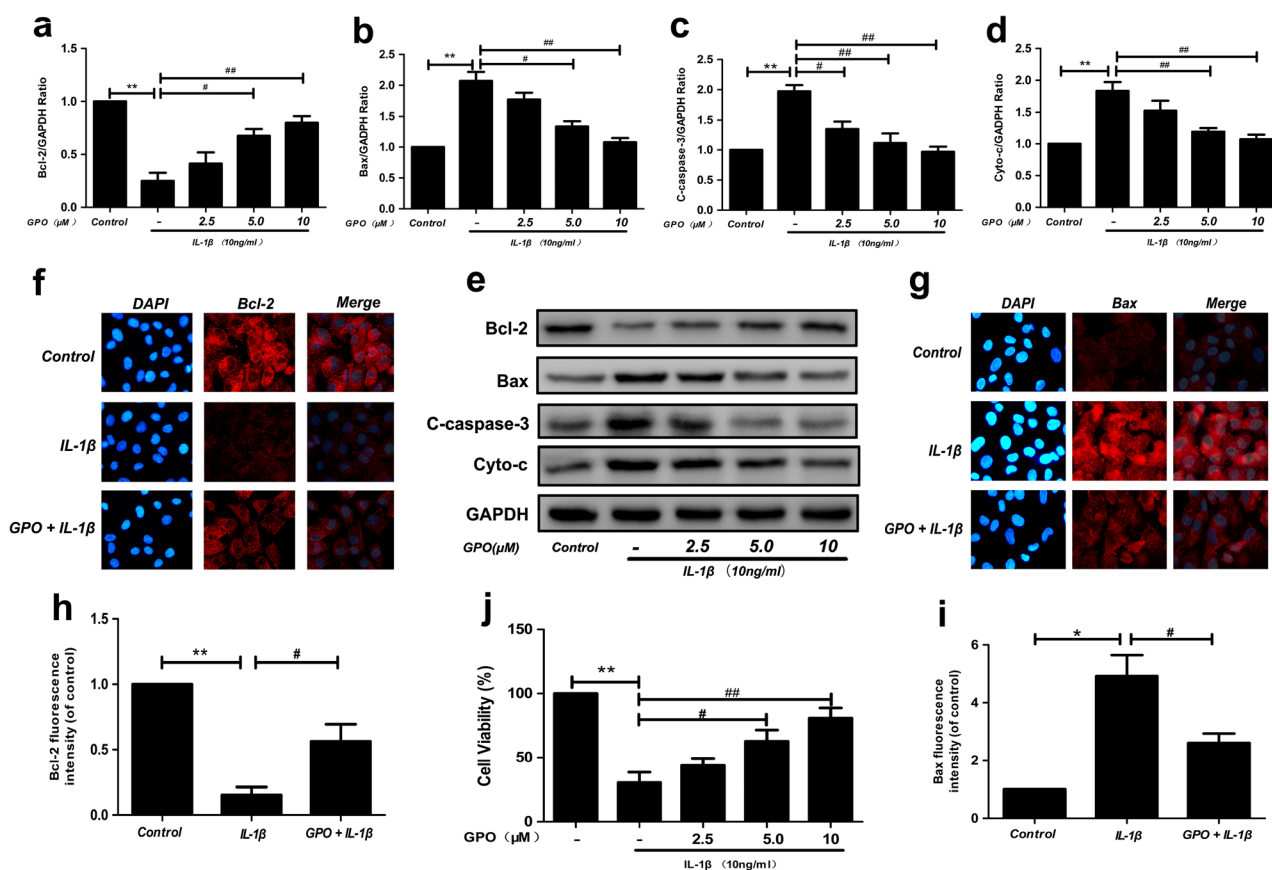 a
Bcl-2/GAPDH Ratio
1.5
1.0
0.5
0.0
**
#
##
Control - 2.5 5.0 10
GPO (μM)
IL-1β (10ng/ml)
b
Bax/GADPH Ratio
2.5
2.0
1.5
1.0
0.5
0.0
**
#
##
Control - 2.5 5.0 10
GPO (μM)
IL-1β (10ng/ml)
c
C-caspase-3/GAPDH Ratio
2.5
2.0
1.5
1.0
0.5
0.0
**
#
##
##
Control - 2.5 5.0 10
GPO (μM)
IL-1β (10ng/ml)
d
Cyto-c/GADPH Ratio
2.5
2.0
1.5
1.0
0.5
0.0
**
##
##
Control - 2.5 5.0 10
GPO (μM)
IL-1β (10ng/ml)
f
DAPI Bcl-2 Merge
Control
IL-1β
GPO + IL-1β
e
Bcl-2
Bax
C-caspase-3
Cyto-c
GAPDH
GPO(μM) Control - 2.5 5.0 10
IL-1β (10ng/ml)
g
DAPI Bax Merge
Control
IL-1β
GPO + IL-1β
h
Bcl-2 fluorescence
intensity (of control)
1.5
1.0
0.5
0.0
**
#
Control IL-1β GPO + IL-1β
j
Cell Viability (%)
150
100
50
0
**
#
##
GPO (μM) - - 2.5 5.0 10
IL-1β (10ng/ml)
i
Bax fluorescence
intensity (of control)
6
4
2
0
*
#
Control IL-1β GPO + IL-1β